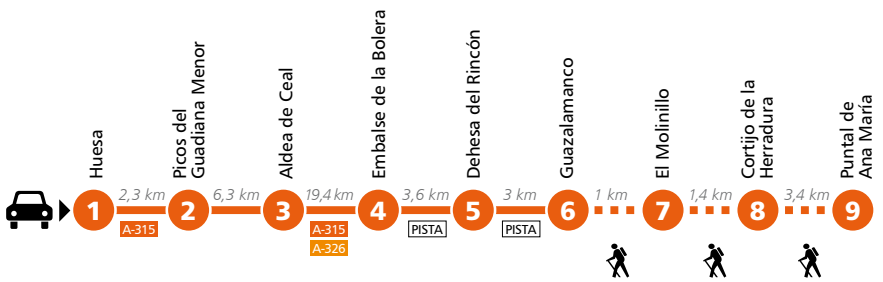 Huesa
Picos del
Guadiana Menor
Aldea de Ceal
Embalse de la Bolera
Dehesa del Rincón
Guazalamanco
El Molinillo
Cortijo de la
Herradura
Puntal de
Ana María
2,3 km
6,3 km
19,4 km
3,6 km
3 km
1 km
1,4 km
3,4 km
1
2
3
4
5
6
7
8
9
A-315
A-315
A-326
PISTA
PISTA